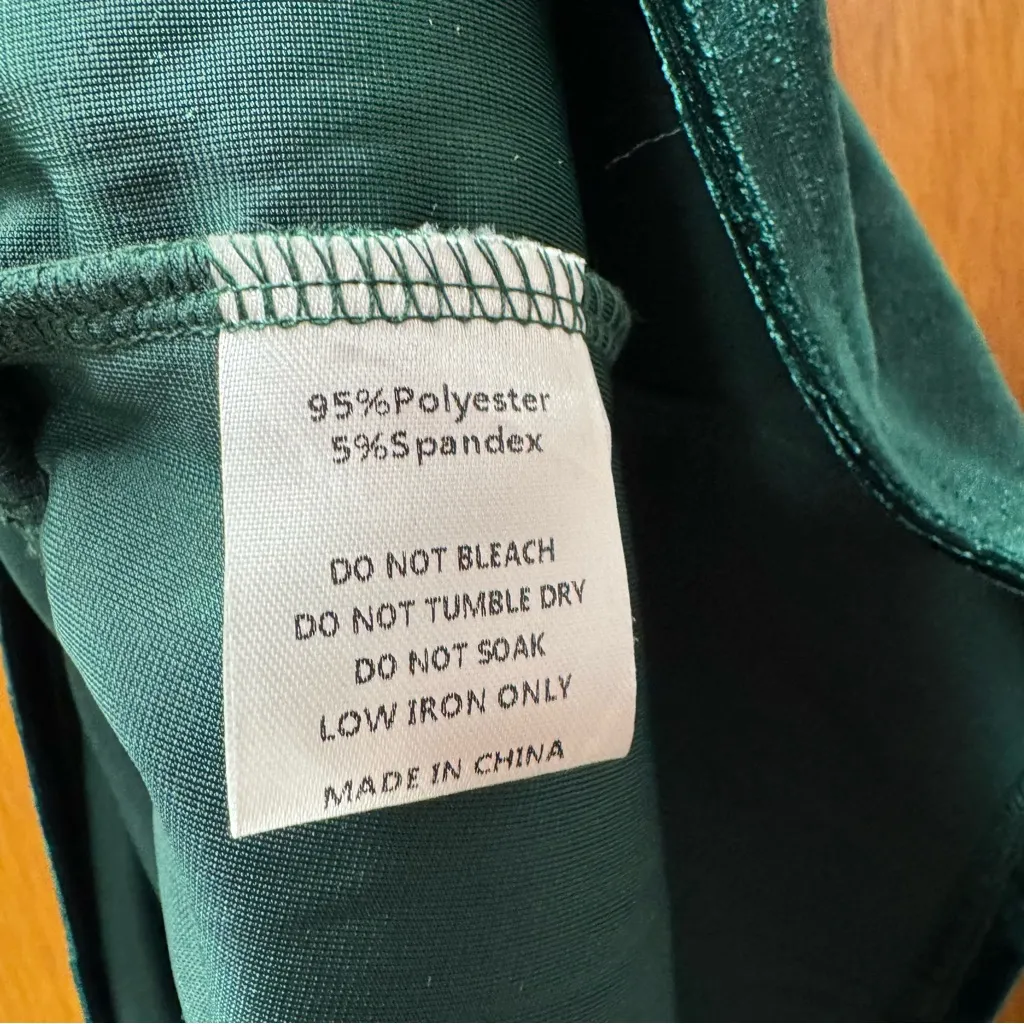 95%Polyester
5%Spandex
DO NOT BLEACH
DO NOT TUMBLE DRY
DO NOT SOAK
LOW IRON ONLY
MADE IN CHINA